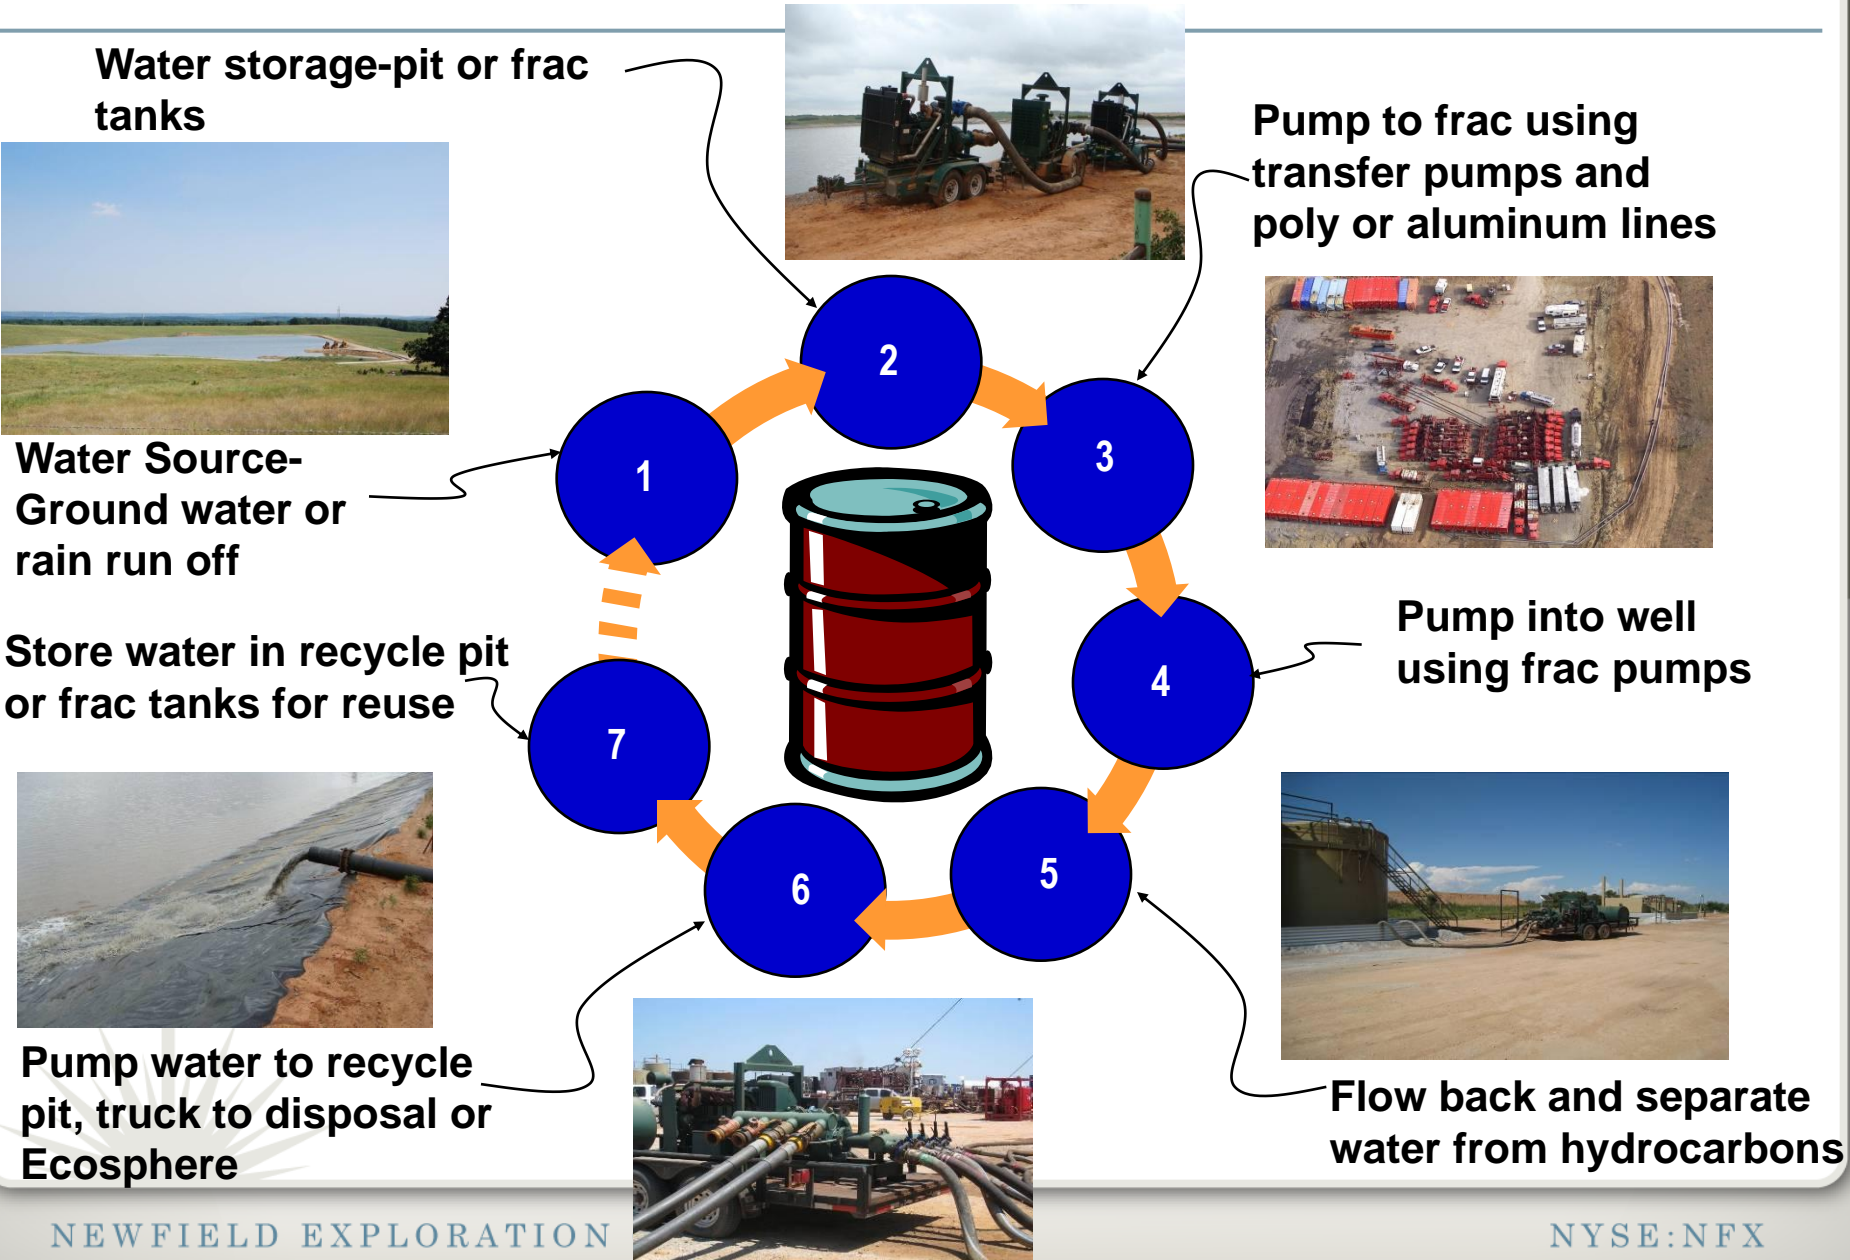 Water storage-pit or frac
tanks
Pump to frac using
transfer pumps and
poly or aluminum lines
2
3
1
Water Source-
Ground water or
rain run off
Pump into well
using frac pumps
4
Store water in recycle pit
or frac tanks for reuse
7
5
6
Pump water to recycle
pit, truck to disposal or
Ecosphere
Flow back and separate
water from hydrocarbons
NEWFIELD EXPLORATION
NYSE:NFX